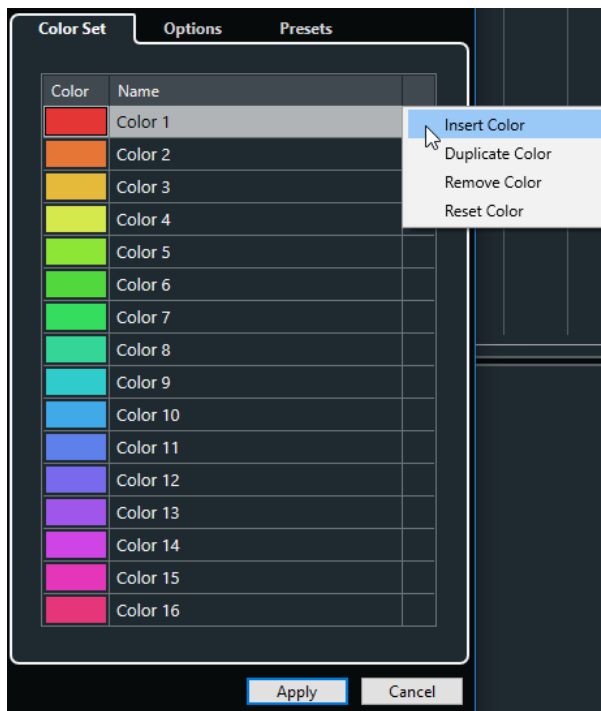 Color Set Options Presets
Color Name
Color 1
Insert Color
Color 2
Duplicate Color
Color 3
Remove Color
Color 4
Reset Color
Color 5
Color 6
Color 7
Color 8
Color 9
Color 10
Color 11
Color 12
Color 13
Color 14
Color 15
Color 16
Apply Cancel